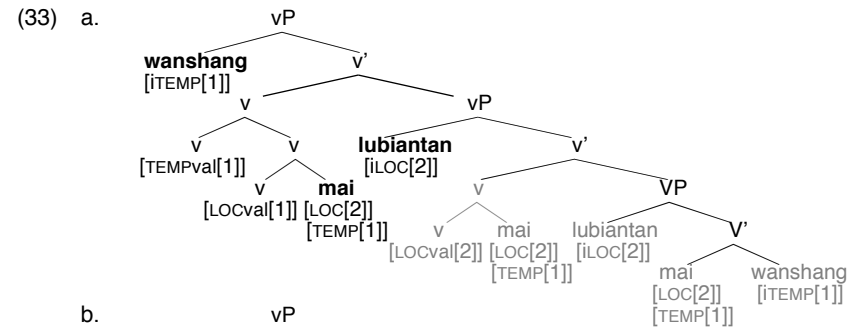 (33) a. vP
wanshang v’
[iTEMP[1]]
v vP
v v lubiantan v’
[TEMPval[1]] [iLOC[2]]
v mai v VP
[LOCval[1]] [LOC[2]]
[TEMP[1]] v mai lubiantan V’
[LOCval[2]] [LOC[2]] [iLOC[2]]
[TEMP[1]] mai wanshang
[LOC[2]] [iTEMP[1]]
[TEMP[1]]
b. vP